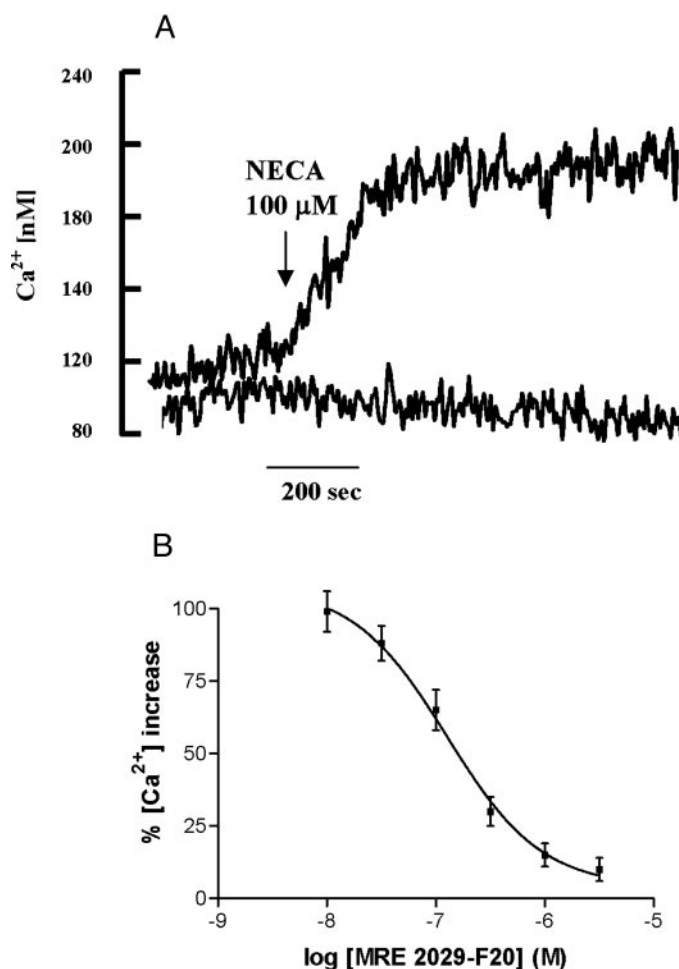 A
240
200
180
140
120
80
Ca²⁺ [nM]
NECA
100 µM
200 sec
B
100
75
50
25
0
% [Ca²⁺] increase
-9 -8 -7 -6 -5
log [MRE 2029-F20] (M)